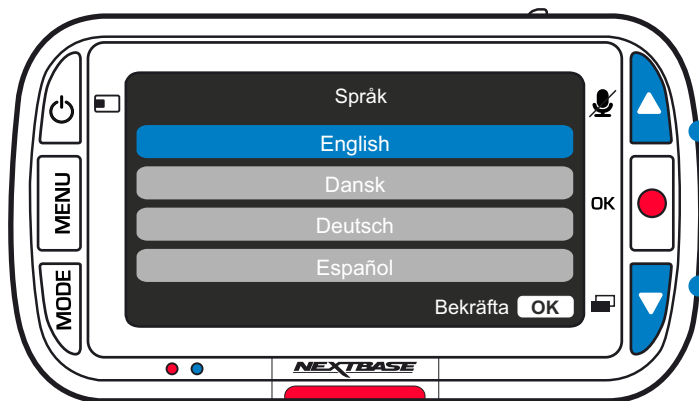 Språk
English
Dansk
Deutsch
Español
Bekräfta OK
MENU
MODE
OK
NEXTBASE